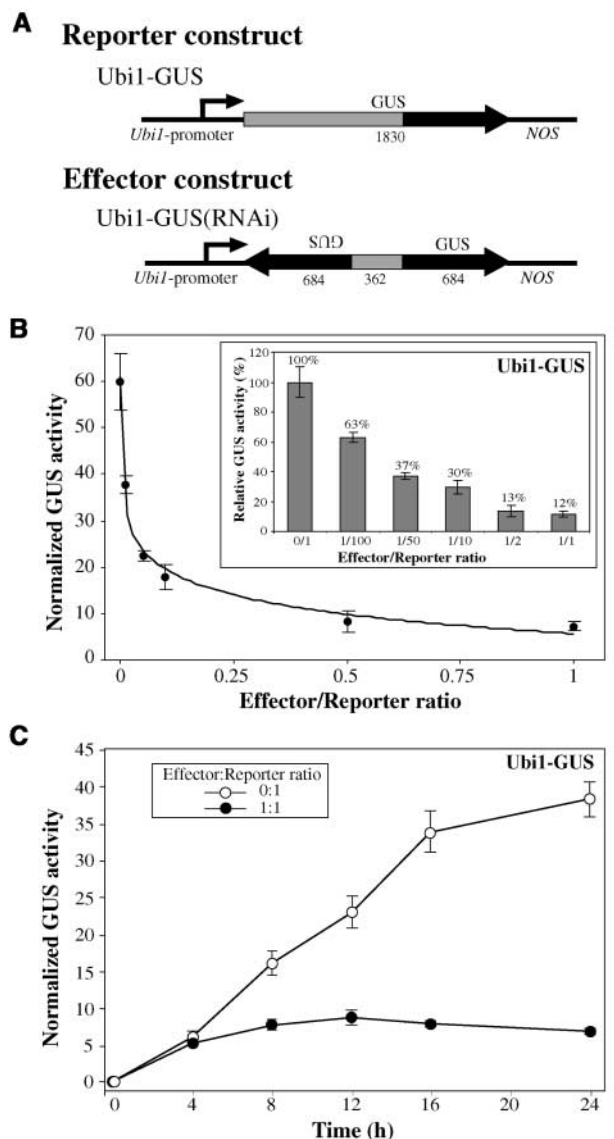 A
Reporter construct
Ubi1-GUS
GUS
Ubi1-promoter
1830
NOS
Effector construct
Ubi1-GUS(RNAi)
GUS
GUS
Ubi1-promoter
684
362
684
NOS
B
Normalized GUS activity
70
60
50
40
30
20
10
0
0
0.25
0.5
0.75
1
Effector/Reporter ratio
Ubi1-GUS
Relative GUS activity (%)
120
100
80
60
40
20
0
100%
63%
37%
30%
13%
12%
0/1
1/100
1/50
1/10
1/2
1/1
Effector/Reporter ratio
C
Ubi1-GUS
Effector:Reporter ratio
0:1
1:1
Normalized GUS activity
45
40
35
30
25
20
15
10
5
0
0
4
8
12
16
20
24
Time (h)